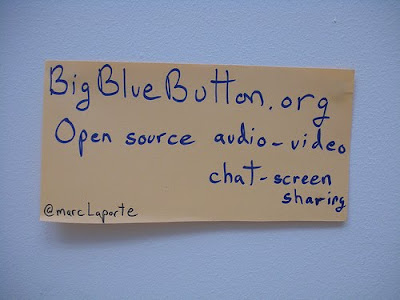 BigBlueButton.org
Open source audio-video
chat-screen
sharing
@marcLaporte